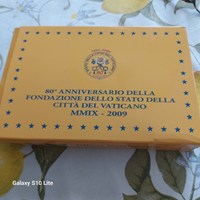 80° ANNIVERSARIO DELLA
FONDAZIONE DELLO STATO DELLA
CITTÀ DEL VATICANO
MMIX - 2009
Galaxy S10 Lite